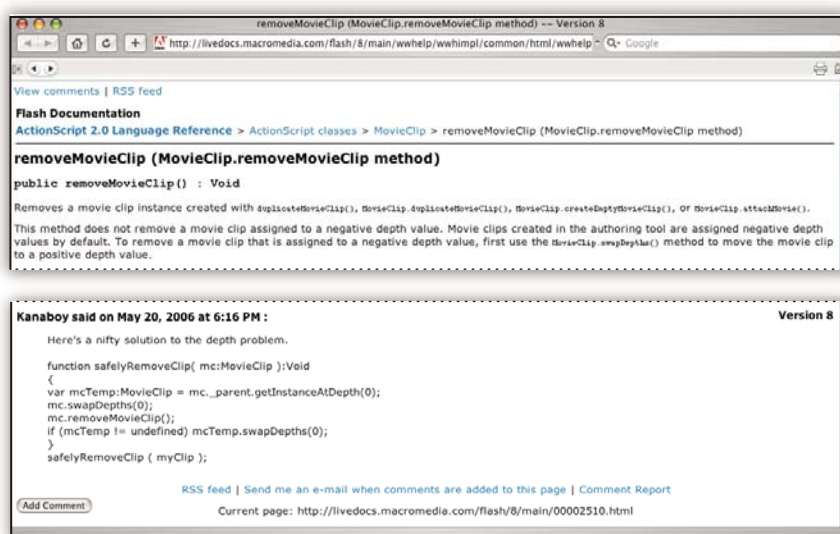 removeMovieClip (MovieClip.removeMovieClip method) -- Version 8
http://livedocs.macromedia.com/flash/8/main/wwhelp/wwhimpl/common/html/wwhelp
Google
View comments | RSS feed
Flash Documentation
ActionScript 2.0 Language Reference > ActionScript classes > MovieClip > removeMovieClip (MovieClip.removeMovieClip method)
removeMovieClip (MovieClip.removeMovieClip method)
public removeMovieClip() : Void
Removes a movie clip instance created with duplicateMovieClip(), MovieClip.duplicateMovieClip(), MovieClip.createEmptyMovieClip(), or MovieClip.attachMovie().
This method does not remove a movie clip assigned to a negative depth value. Movie clips created in the authoring tool are assigned negative depth
values by default. To remove a movie clip that is assigned to a negative depth value, first use the MovieClip.swapDepths() method to move the movie clip
to a positive depth value.
Kanaboy said on May 20, 2006 at 6:16 PM :
Version 8
Here's a nifty solution to the depth problem.
function safelyRemoveClip( mc:MovieClip ):Void
{
var mcTemp:MovieClip = mc._parent.getInstanceAtDepth(0);
mc.swapDepths(0);
mc.removeMovieClip();
if (mcTemp != undefined) mcTemp.swapDepths(0);
}
safelyRemoveClip ( myClip );
RSS feed | Send me an e-mail when comments are added to this page | Comment Report
Add Comment
Current page: http://livedocs.macromedia.com/flash/8/main/00002510.html